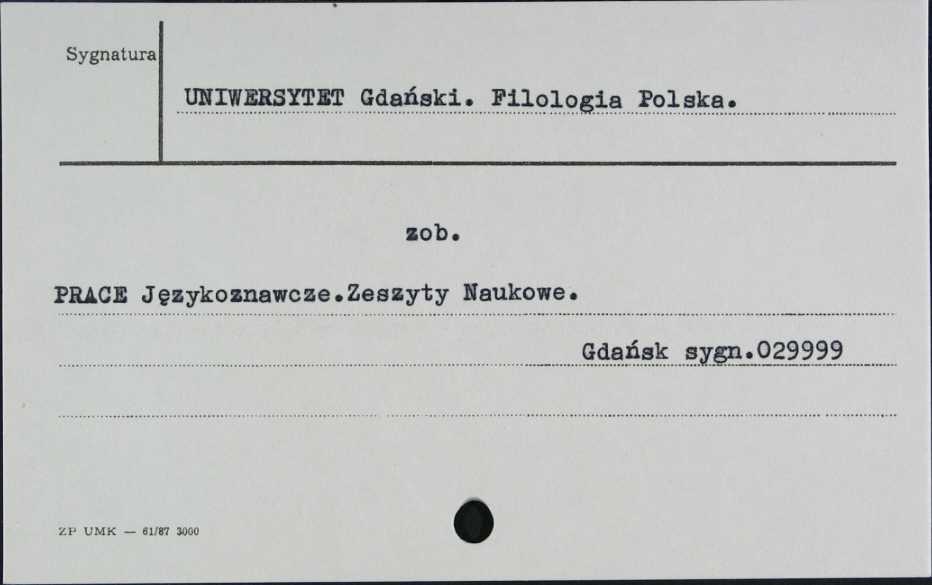 Sygnatura
UNIWERSYTET Gdański. Filologia Polska.
zob.
PRACE Językoznawcze.Zeszyty Naukowe.
Gdańsk sygn.029999
ZP UMK — 61/87 3000